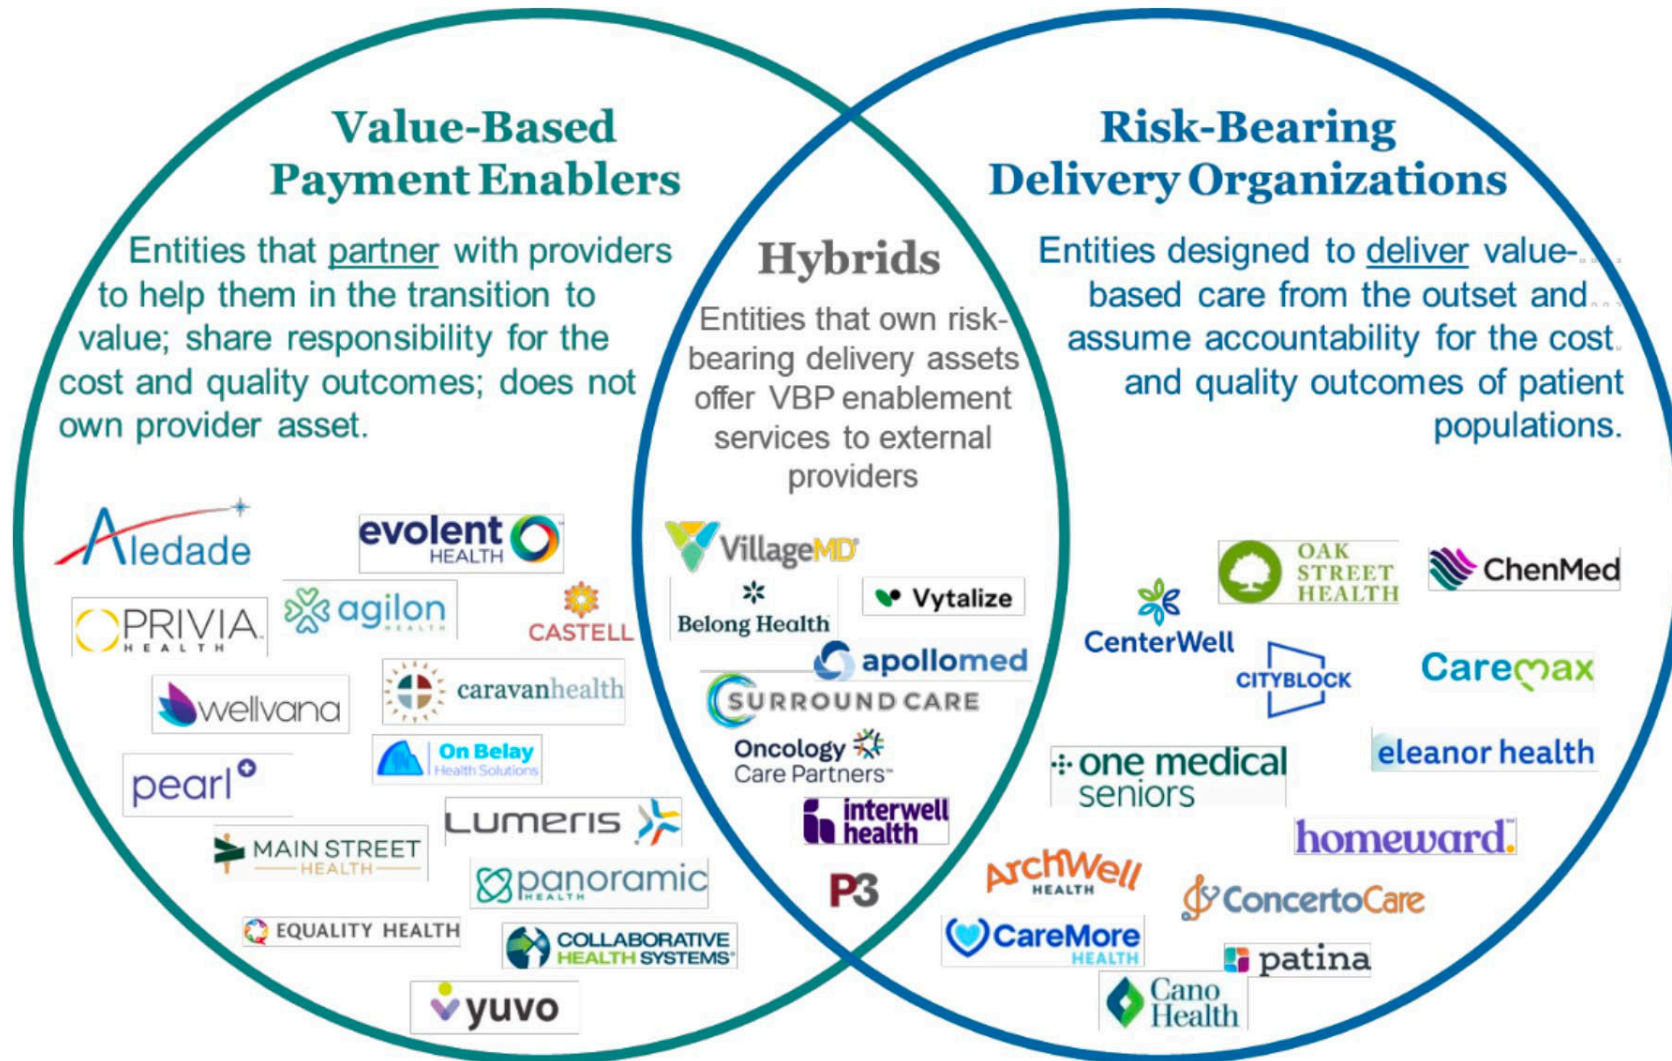 Value-Based
Payment Enablers
Entities that partner with providers
to help them in the transition to
value; share responsibility for the
cost and quality outcomes; does not
own provider asset.
Aledade
evolent
HEALTH
PRIVIA
HEALTH
agilon
HEALTH
CASTELL
wellvana
caravanhealth
pearl
On Belay
Health Solutions
LUMERIS
MAIN STREET
HEALTH
panoramic
HEALTH
EQUALITY HEALTH
COLLABORATIVE
HEALTH SYSTEMS®
yuvo
Hybrids
Entities that own risk-
bearing delivery assets
offer VBP enablement
services to external
providers
VillageMD®
Belong Health
Vytalize
apollomed
SURROUND CARE
Oncology
Care Partners™
interwell
health
P3
Risk-Bearing
Delivery Organizations
Entities designed to deliver value-
based care from the outset and
assume accountability for the cost
and quality outcomes of patient
populations.
OAK
STREET
HEALTH
ChenMed
CenterWell
CITYBLOCK
Caremax
one medical
seniors
eleanor health
homeward.
ArchWell
HEALTH
ConcertoCare
CareMore
HEALTH
patina
Cano
Health